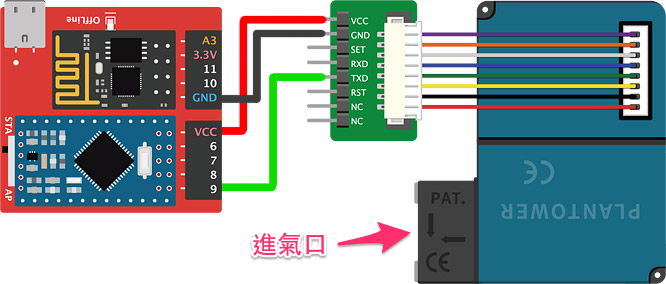 OffLine
A3
3.3V
11
10
GND
STA
AP
VCC
6
7
8
9
VCC
GND
SET
RXD
TXD
RST
NC
NC
PAT.
CE
CE
PLANTOWER
進氣口